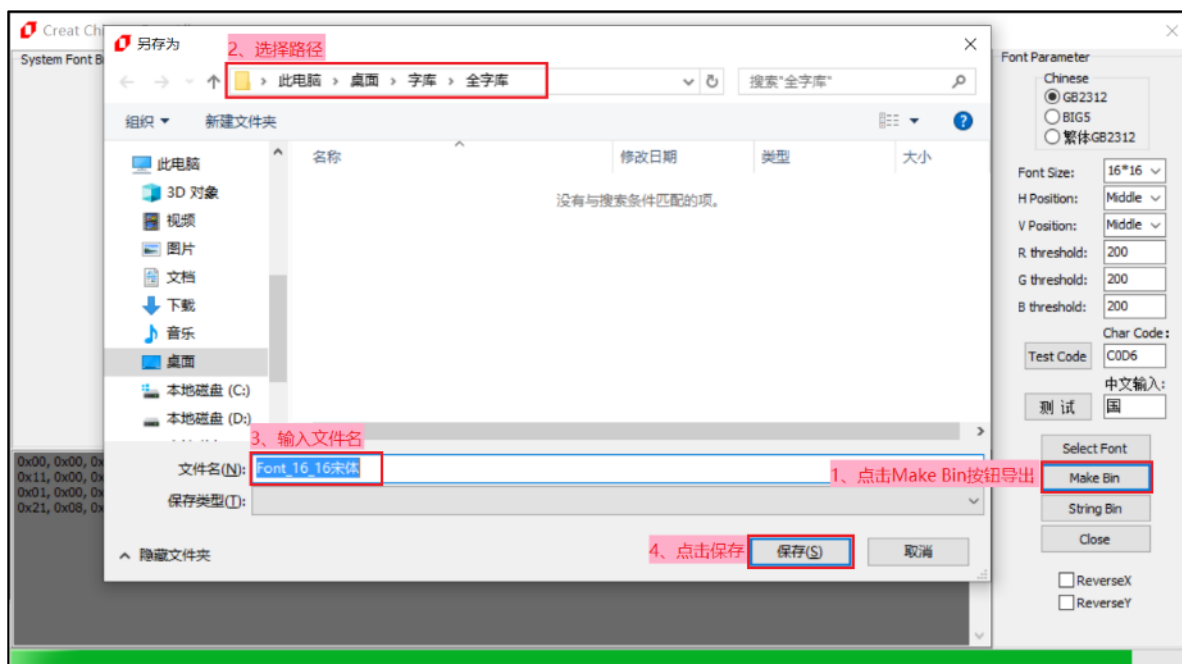 Creat Ch
另存为
System Font B
2、选择路径
此电脑 › 桌面 › 字库 › 全字库
搜索"全字库"
组织
新建文件夹
此电脑
3D 对象
视频
图片
文档
下载
音乐
桌面
本地磁盘 (C:)
本地磁盘 (D:)
名称
修改日期
类型
大小
没有与搜索条件匹配的项。
3、输入文件名
文件名(N):
Font_16_16宋体
保存类型(T):
1、点击Make Bin按钮导出
隐藏文件夹
4、点击保存
保存(S)
取消
0x00, 0x00, 0x
0x11, 0x00, 0x
0x01, 0x00, 0x
0x21, 0x08, 0x
Font Parameter
Chinese
GB2312
BIG5
繁体GB2312
Font Size:
16*16
H Position:
Middle
V Position:
Middle
R threshold:
200
G threshold:
200
B threshold:
200
Char Code:
Test Code
C0D6
中文输入:
测 试
国
Select Font
Make Bin
String Bin
Close
ReverseX
ReverseY